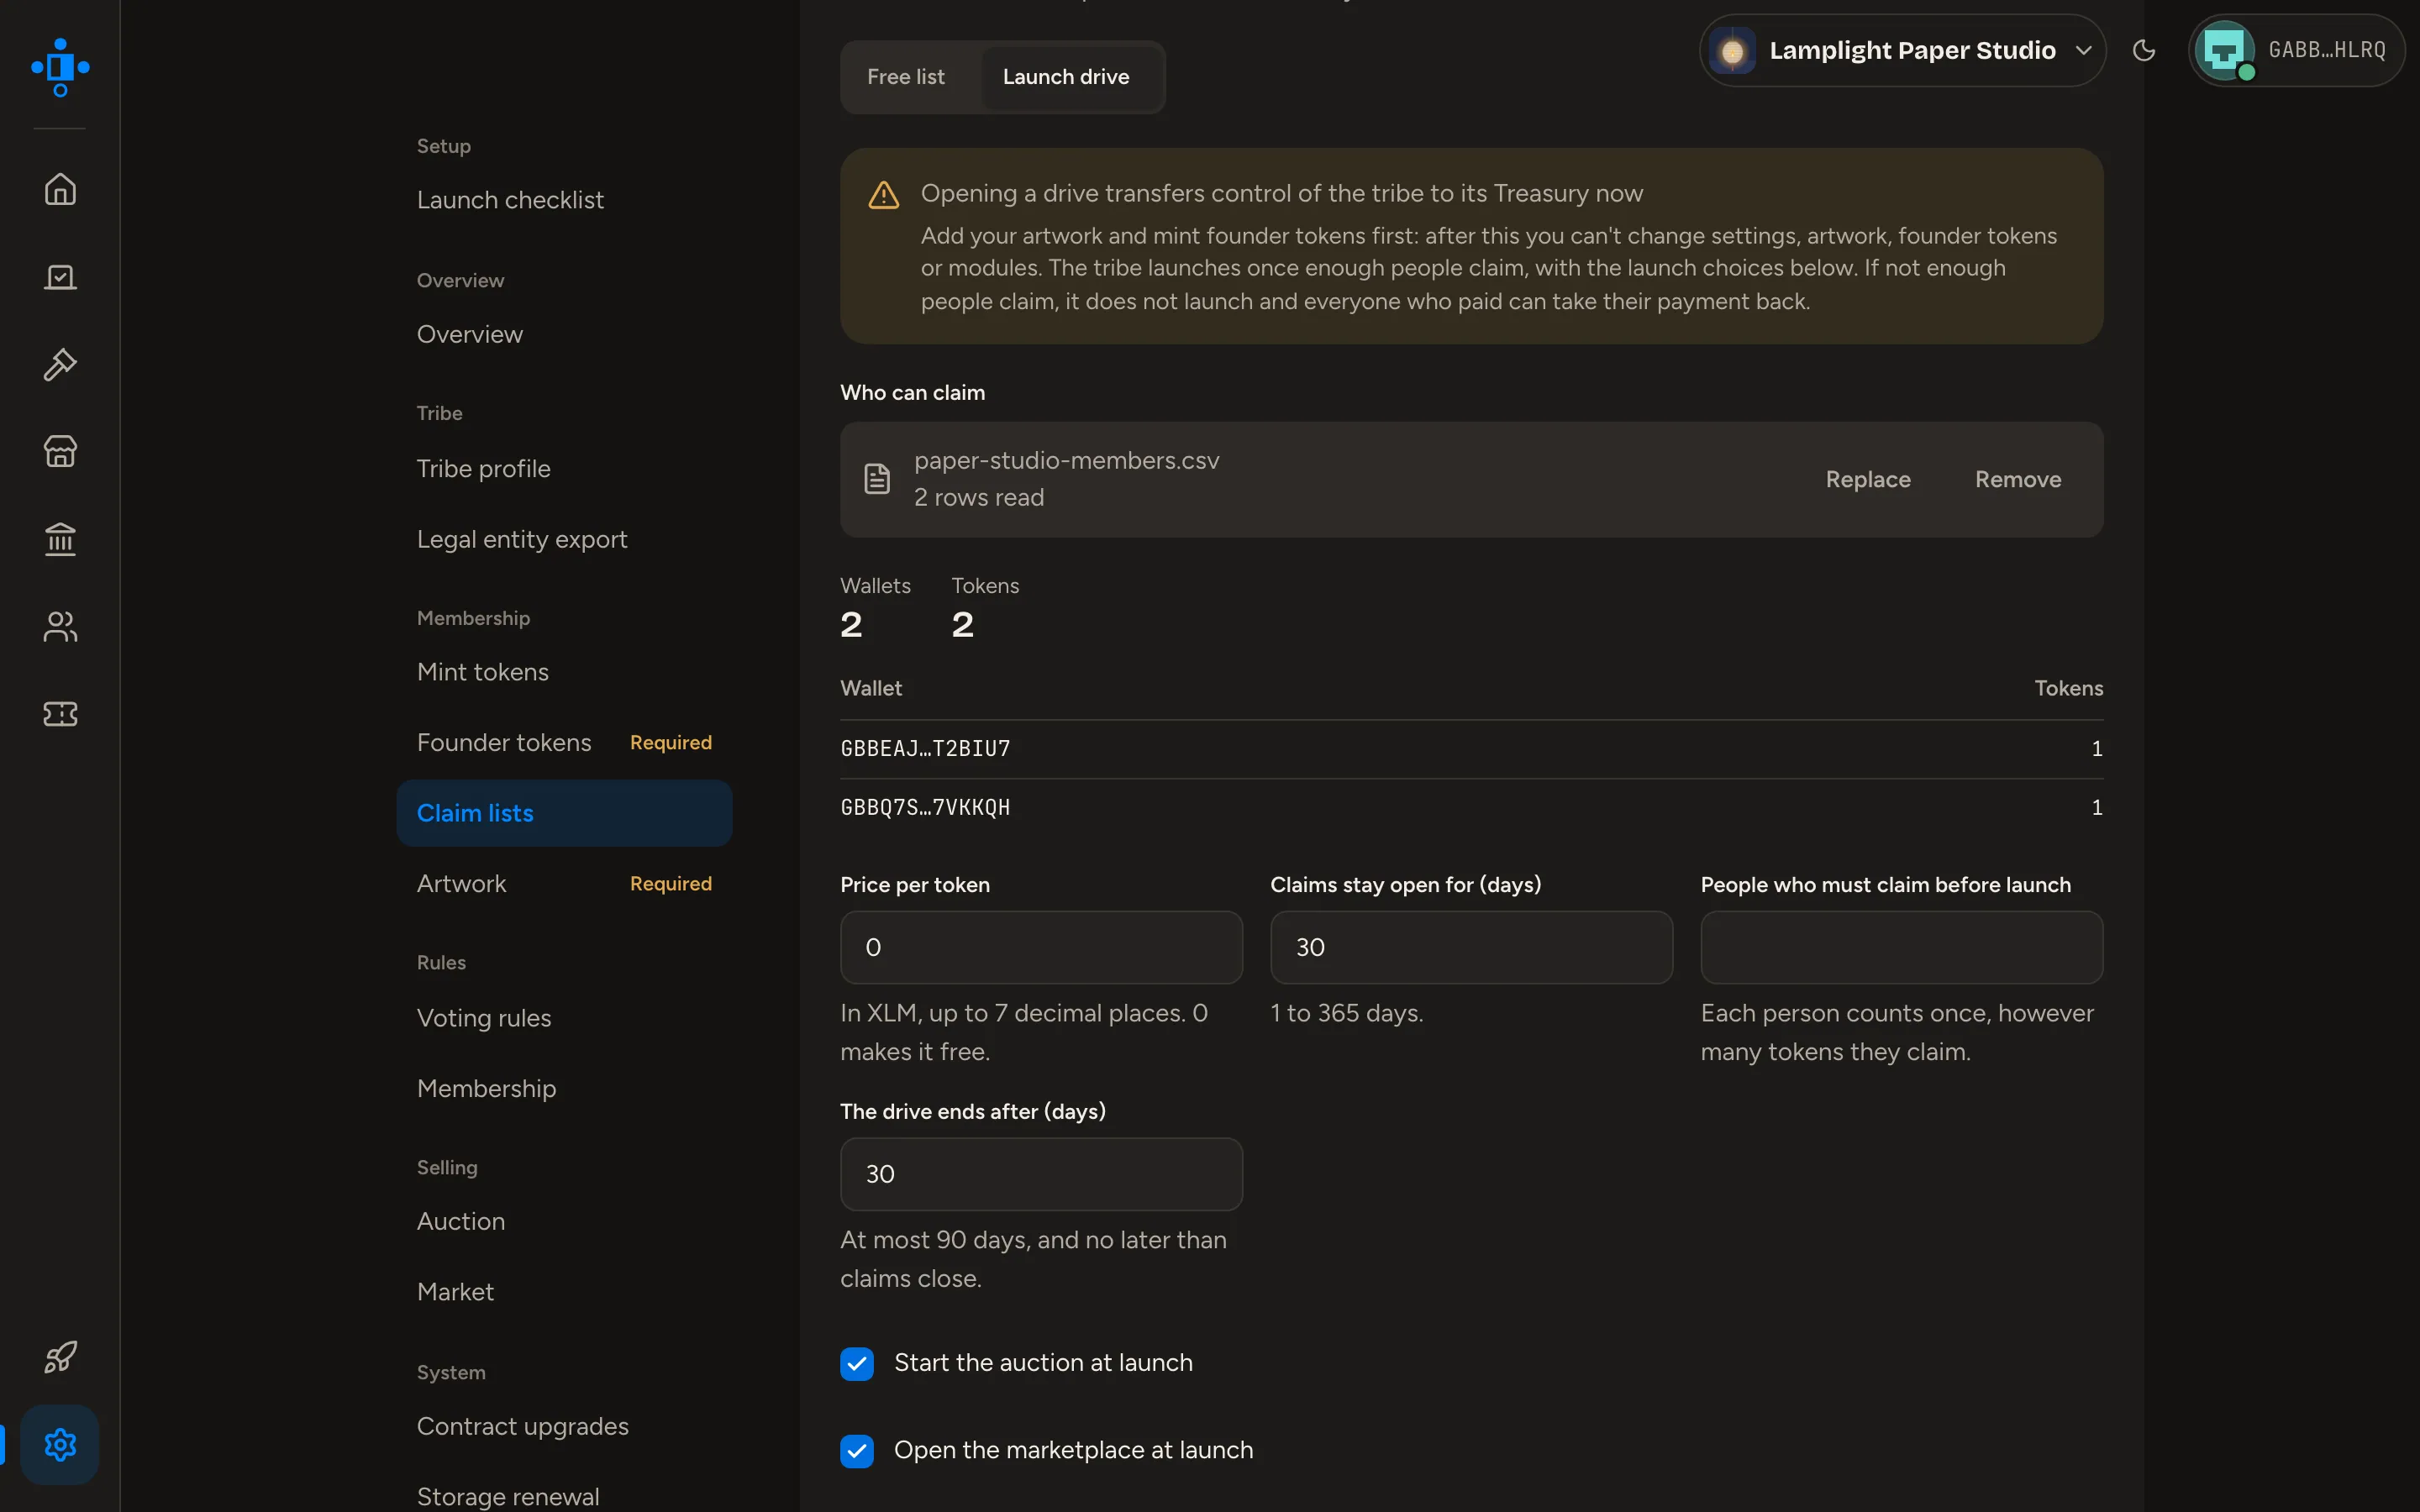 Free list
Launch drive
Lamplight Paper Studio
GABB…HLRQ
Setup
Launch checklist
Overview
Overview
Tribe
Tribe profile
Legal entity export
Membership
Mint tokens
Founder tokens Required
Claim lists
Artwork Required
Rules
Voting rules
Membership
Selling
Auction
Market
System
Contract upgrades
Storage renewal
Opening a drive transfers control of the tribe to its Treasury now
Add your artwork and mint founder tokens first: after this you can't change settings, artwork, founder tokens
or modules. The tribe launches once enough people claim, with the launch choices below. If not enough
people claim, it does not launch and everyone who paid can take their payment back.
Who can claim
paper-studio-members.csv
2 rows read
Replace
Remove
Wallets Tokens
2 2
Wallet Tokens
GBBEAJ…T2BIU7 1
GBBQ7S…7VKKQH 1
Price per token
0
In XLM, up to 7 decimal places. 0
makes it free.
Claims stay open for (days)
30
1 to 365 days.
People who must claim before launch
Each person counts once, however
many tokens they claim.
The drive ends after (days)
30
At most 90 days, and no later than
claims close.
Start the auction at launch
Open the marketplace at launch